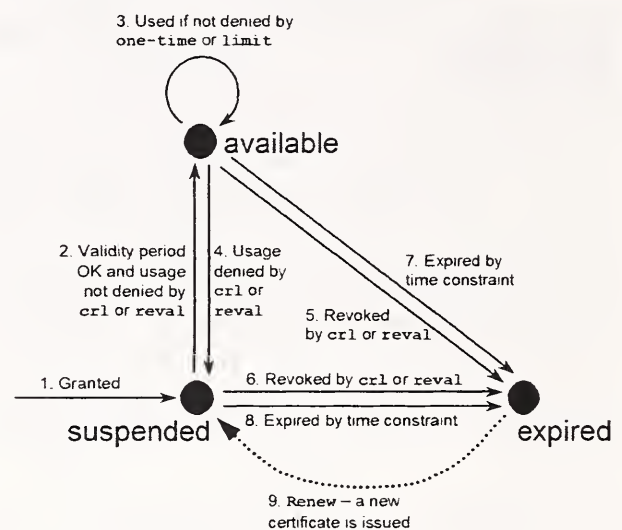 3. Used if not denied by
one-time or limit
available
2. Validity period
OK and usage
not denied by
crl or reval
4. Usage
denied by
crl or
reval
7. Expired by
time constraint
5. Revoked
by crl or reval
1. Granted
6. Revoked by crl or reval
8. Expired by time constraint
suspended
expired
9. Renew – a new
certificate is issued